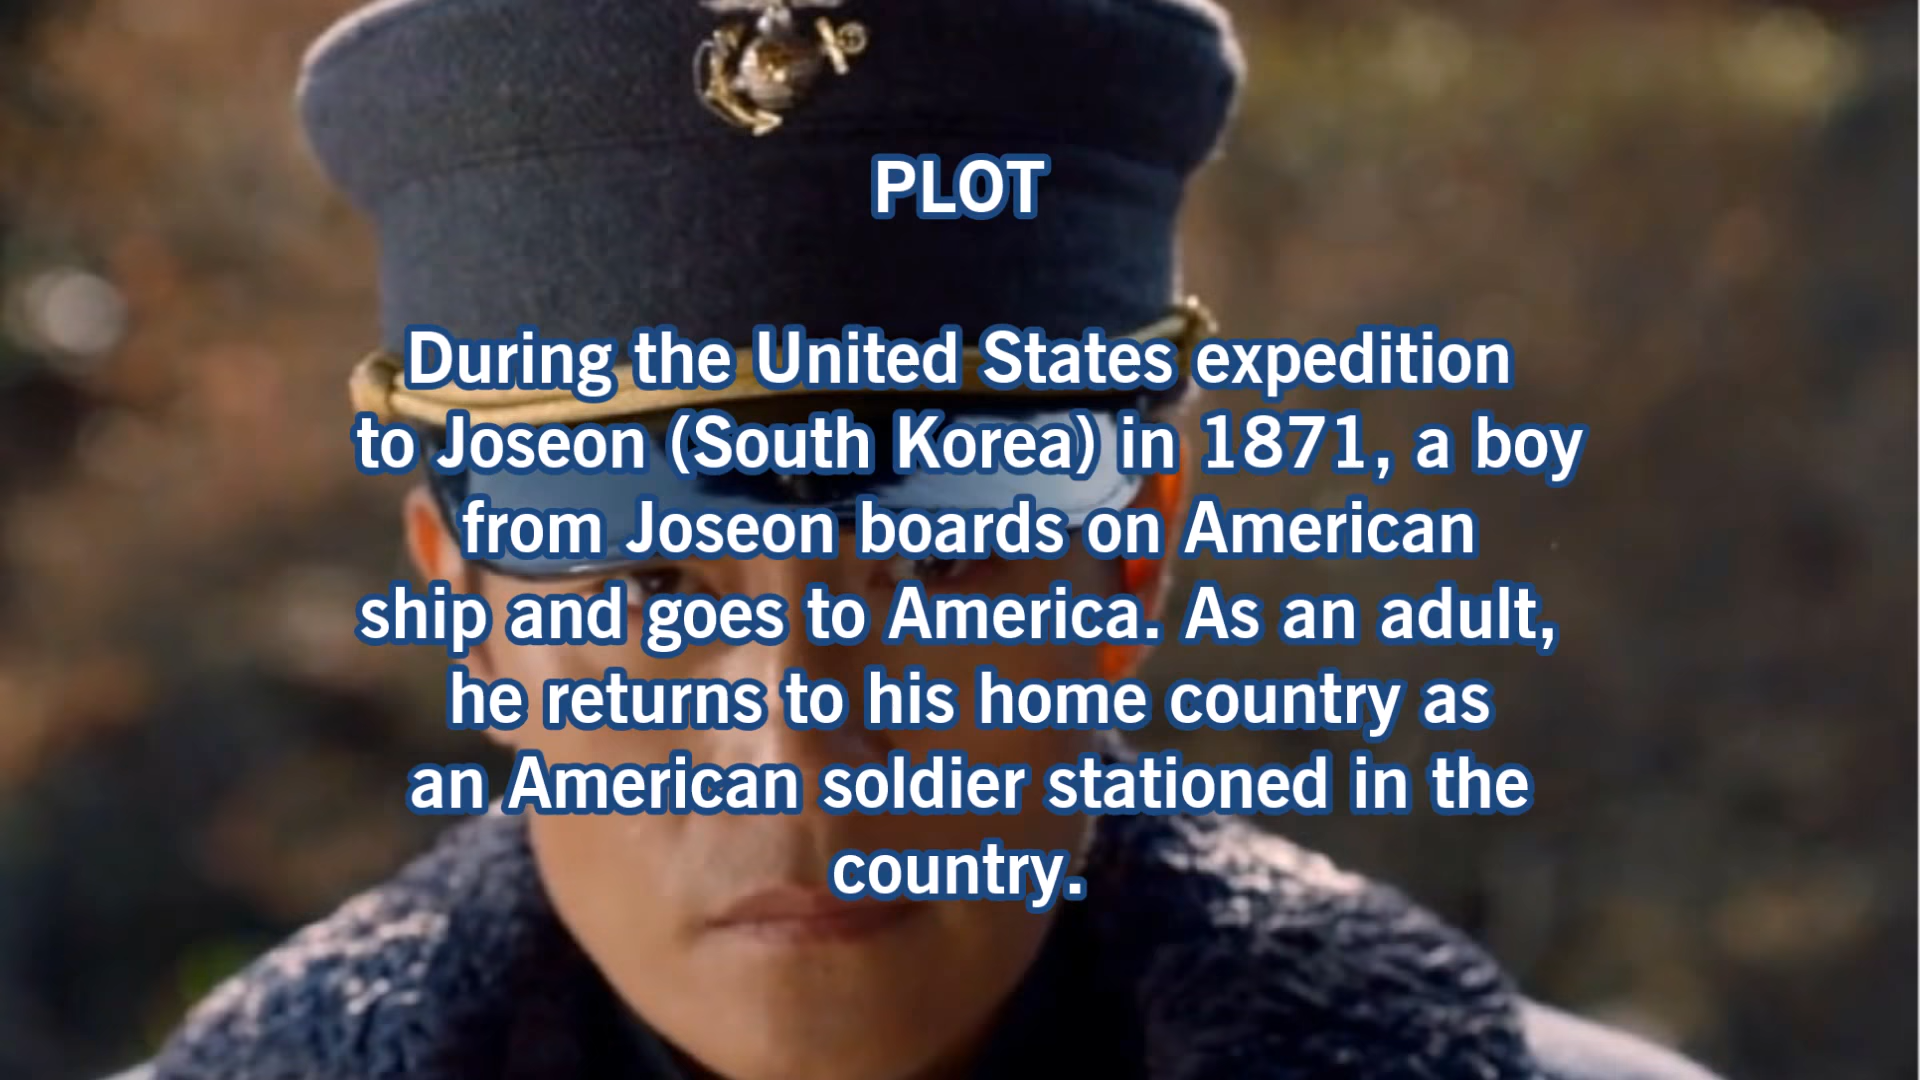 PLOT
During the United States expedition
to Joseon (South Korea) in 1871, a boy
from Joseon boards on American
ship and goes to America. As an adult,
he returns to his home country as
an American soldier stationed in the
country.